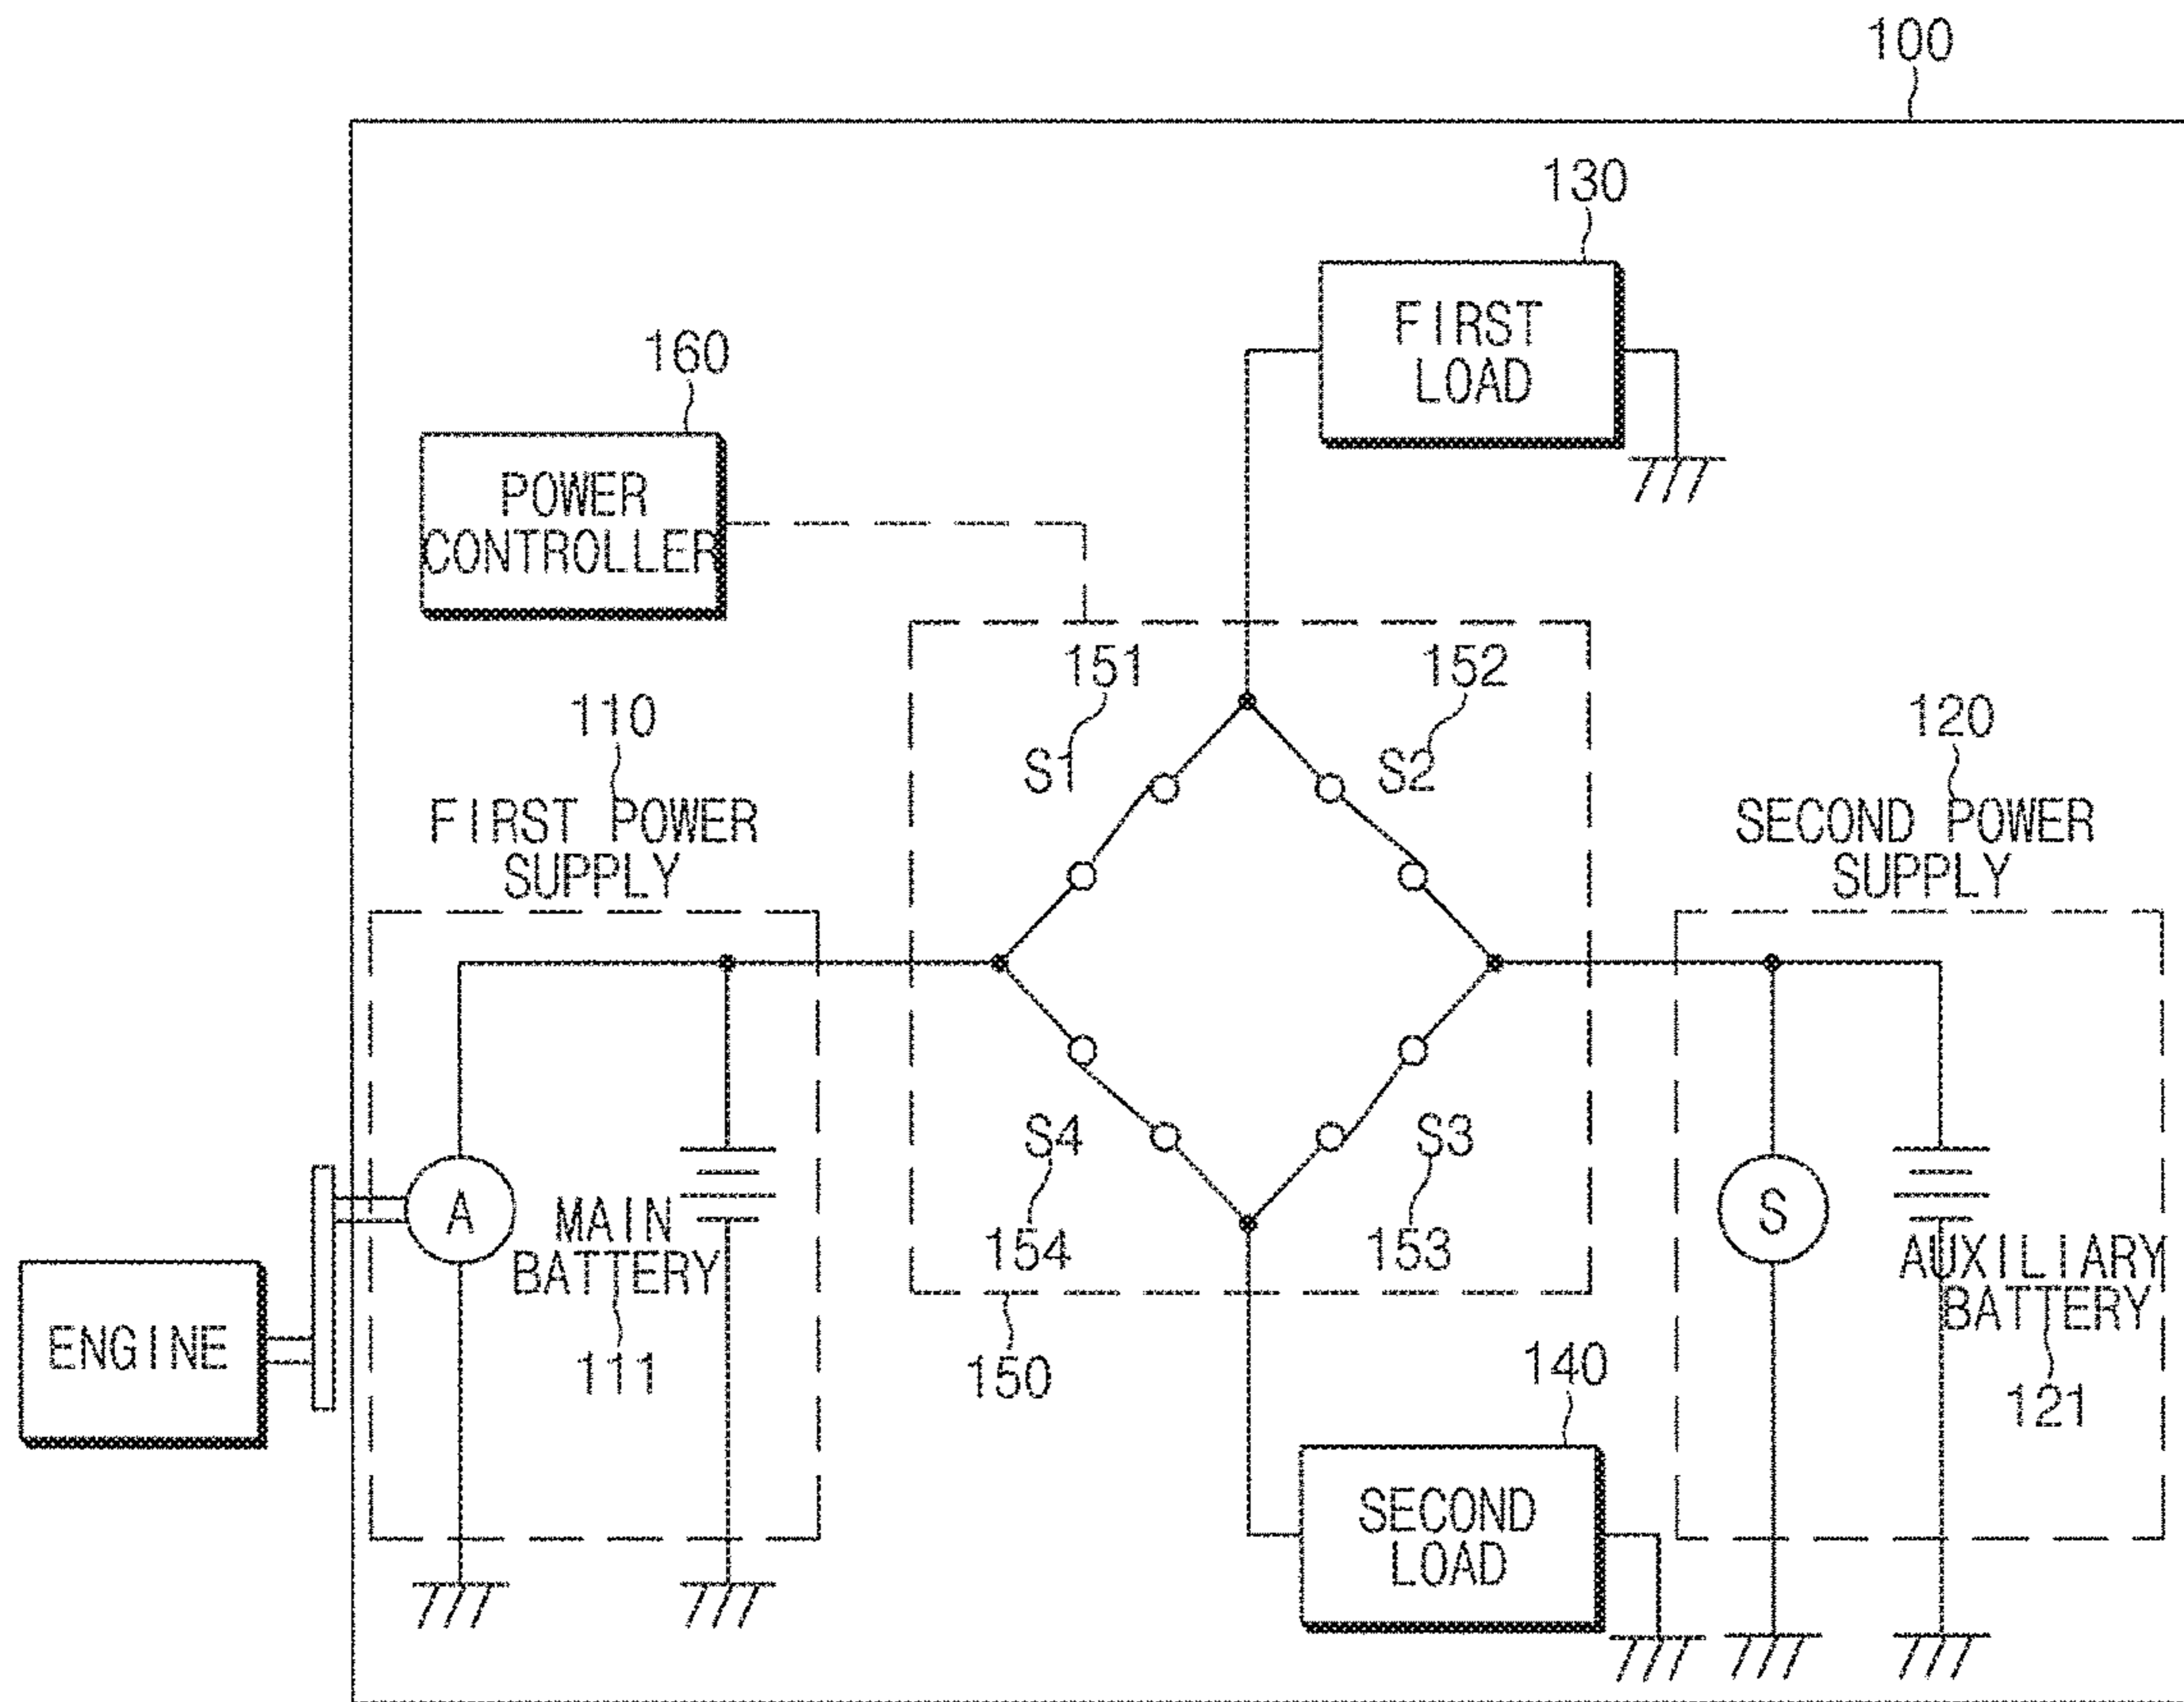 100
130
FIRST
LOAD
160
POWER
CONTROLLER
151
152
S1
S2
110
FIRST POWER
SUPPLY
120
SECOND POWER
SUPPLY
S4
S3
154
153
A
MAIN
BATTERY
111
S
AUXILIARY
BATTERY
121
ENGINE
150
140
SECOND
LOAD